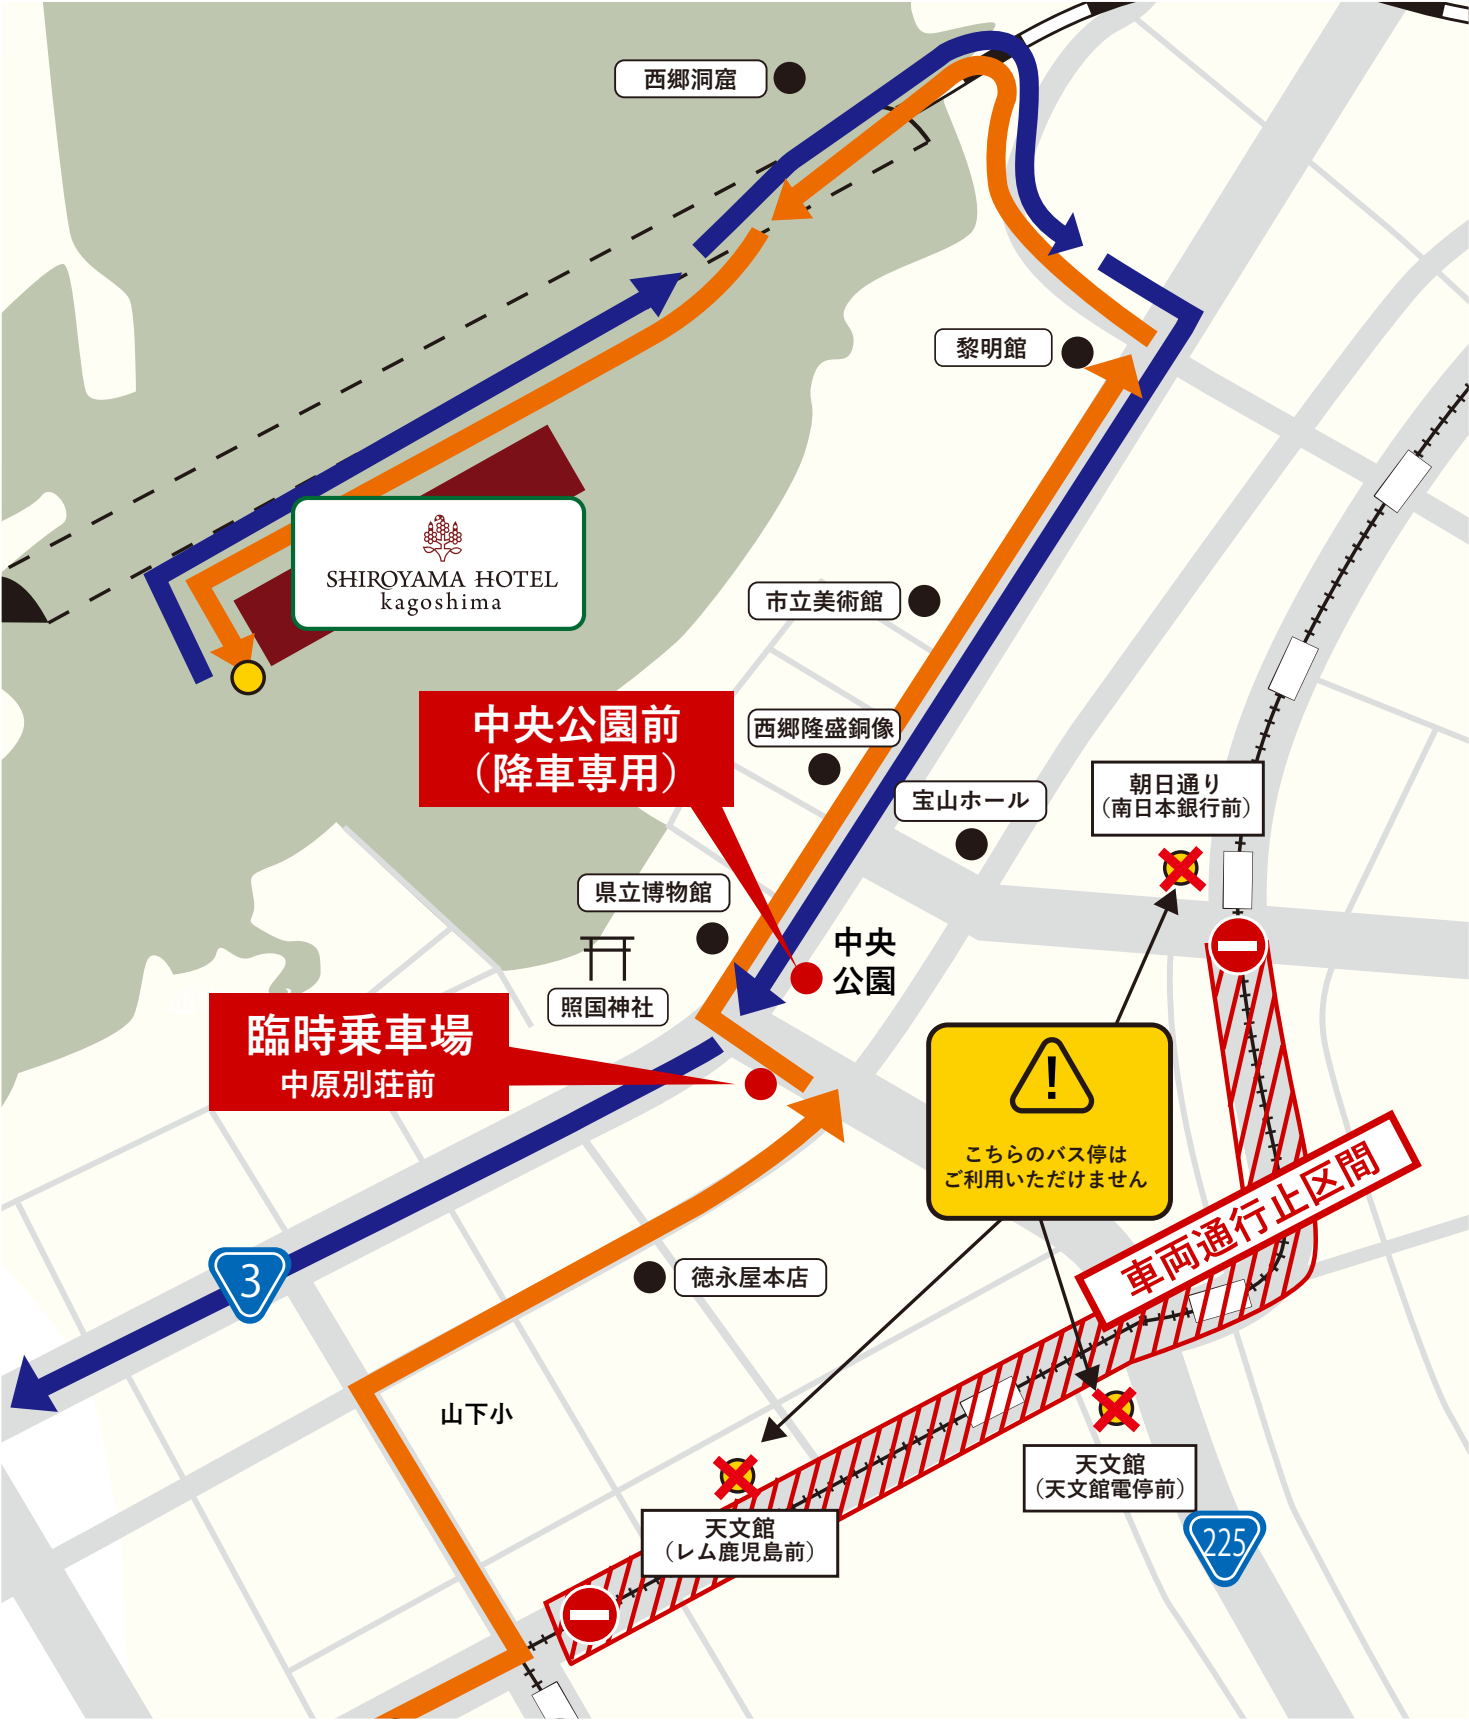 西郷洞窟
黎明館
SHIROYAMA HOTEL
kagoshima
市立美術館
中央公園前
（降車専用）
西郷隆盛銅像
宝山ホール
朝日通り
（南日本銀行前）
県立博物館
中央
公園
照国神社
臨時乗車場
中原別荘前
!
こちらのバス停は
ご利用いただけません
車両通行止区間
3
徳永屋本店
山下小
天文館
（天文館電停前）
天文館
（レム鹿児島前）
225